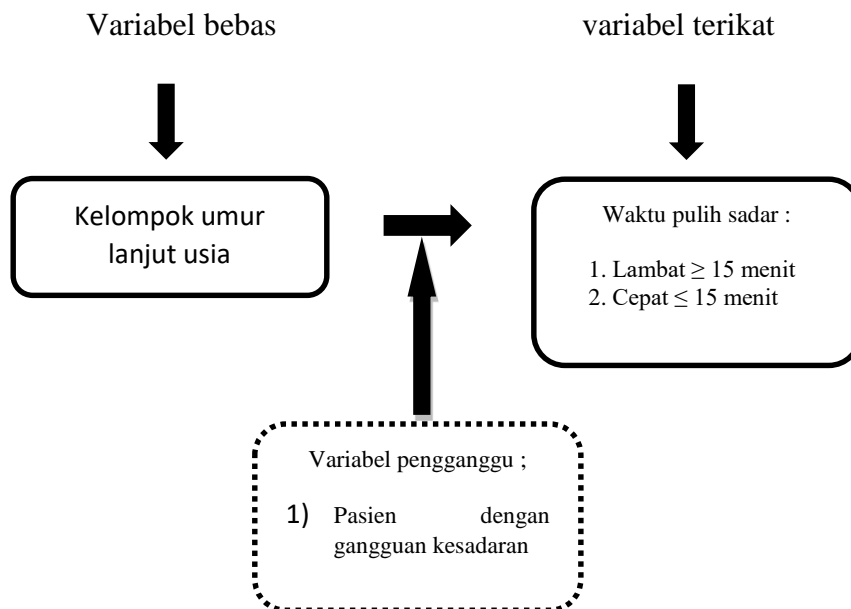 Variabel bebas
variabel terikat
Kelompok umur
lanjut usia
Waktu pulih sadar :
1. Lambat ≥ 15 menit
2. Cepat ≤ 15 menit
Variabel pengganggu ;
1) Pasien dengan
gangguan kesadaran